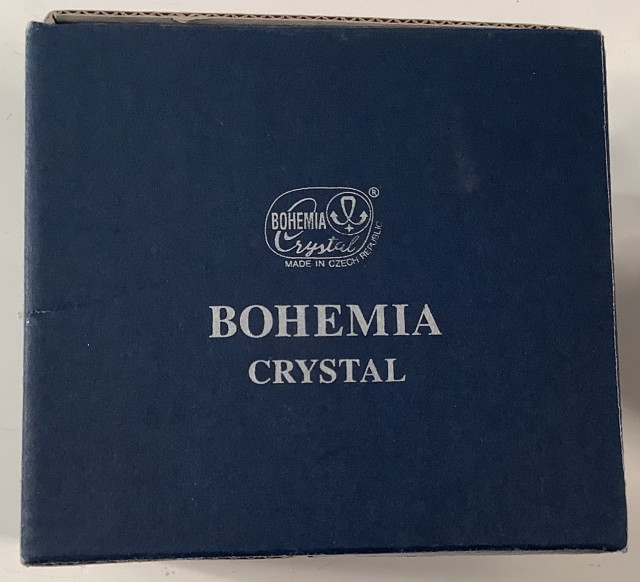 ®
BOHEMIA
Crystal
MADE IN CZECH REPUBLIC
BOHEMIA
CRYSTAL